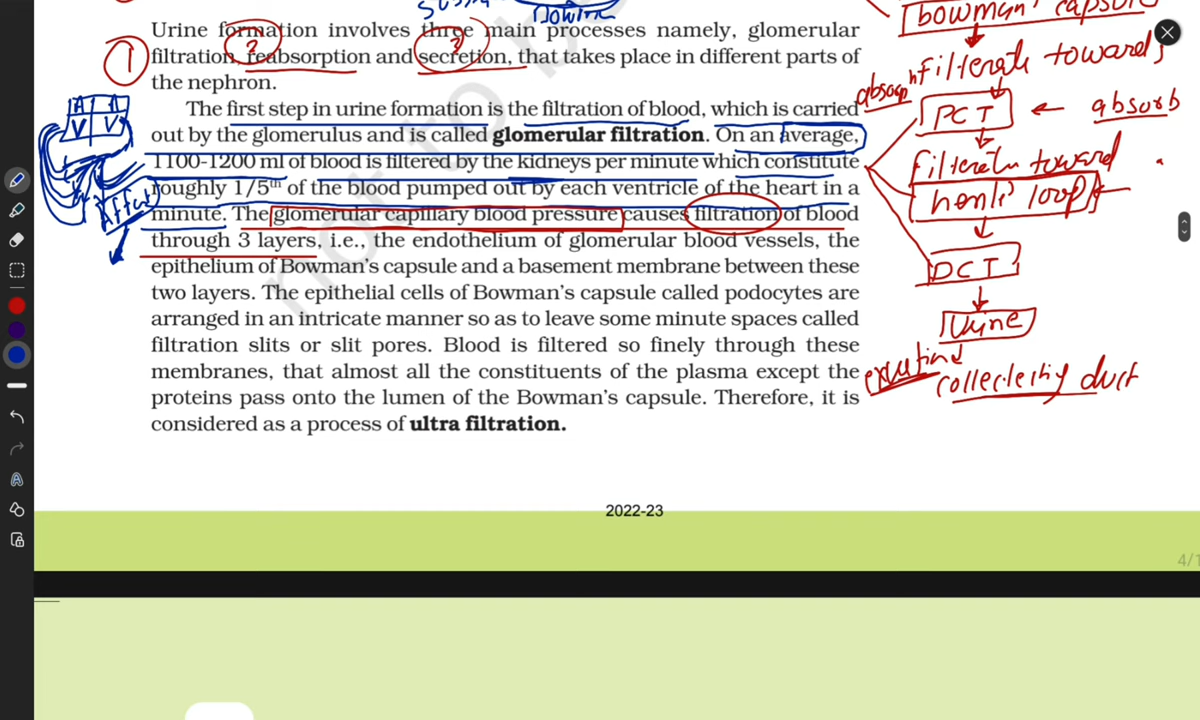 bowman' capsule
Urine formation involves three main processes namely, glomerular
filtration, reabsorption and secretion, that takes place in different parts of
the nephron.
The first step in urine formation is the filtration of blood, which is carried
out by the glomerulus and is called glomerular filtration. On an average,
1100-1200 ml of blood is filtered by the kidneys per minute which constitute
roughly 1/5th of the blood pumped out by each ventricle of the heart in a
minute. The glomerular capillary blood pressure causes filtration of blood
through 3 layers, i.e., the endothelium of glomerular blood vessels, the
epithelium of Bowman's capsule and a basement membrane between these
two layers. The epithelial cells of Bowman's capsule called podocytes are
arranged in an intricate manner so as to leave some minute spaces called
filtration slits or slit pores. Blood is filtered so finely through these
membranes, that almost all the constituents of the plasma except the
proteins pass onto the lumen of the Bowman's capsule. Therefore, it is
considered as a process of ultra filtration.
1
? ?
A A
V V
filterate towards
PCT
absorb
toward
loop
DCT
Urine
duct
not to b
2022-23
4/1